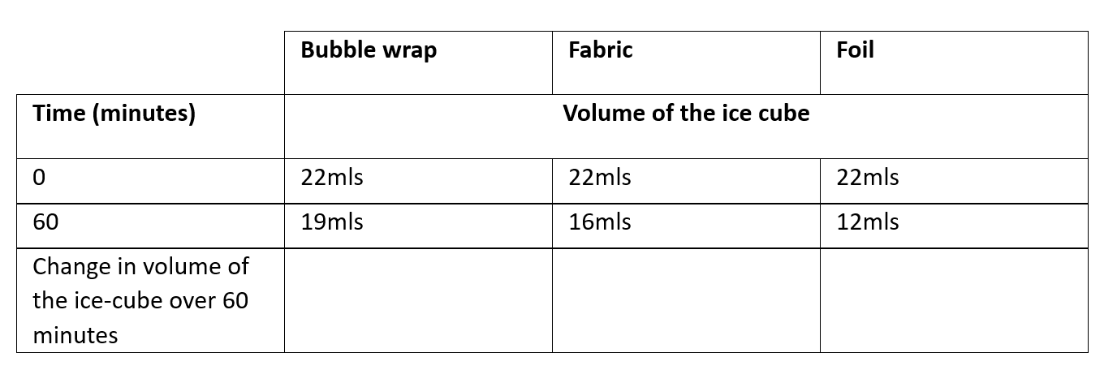 Bubble wrap Fabric Foil
Time (minutes) Volume of the ice cube
0 22mls 22mls 22mls
60 19mls 16mls 12mls
Change in volume of
the ice-cube over 60
minutes